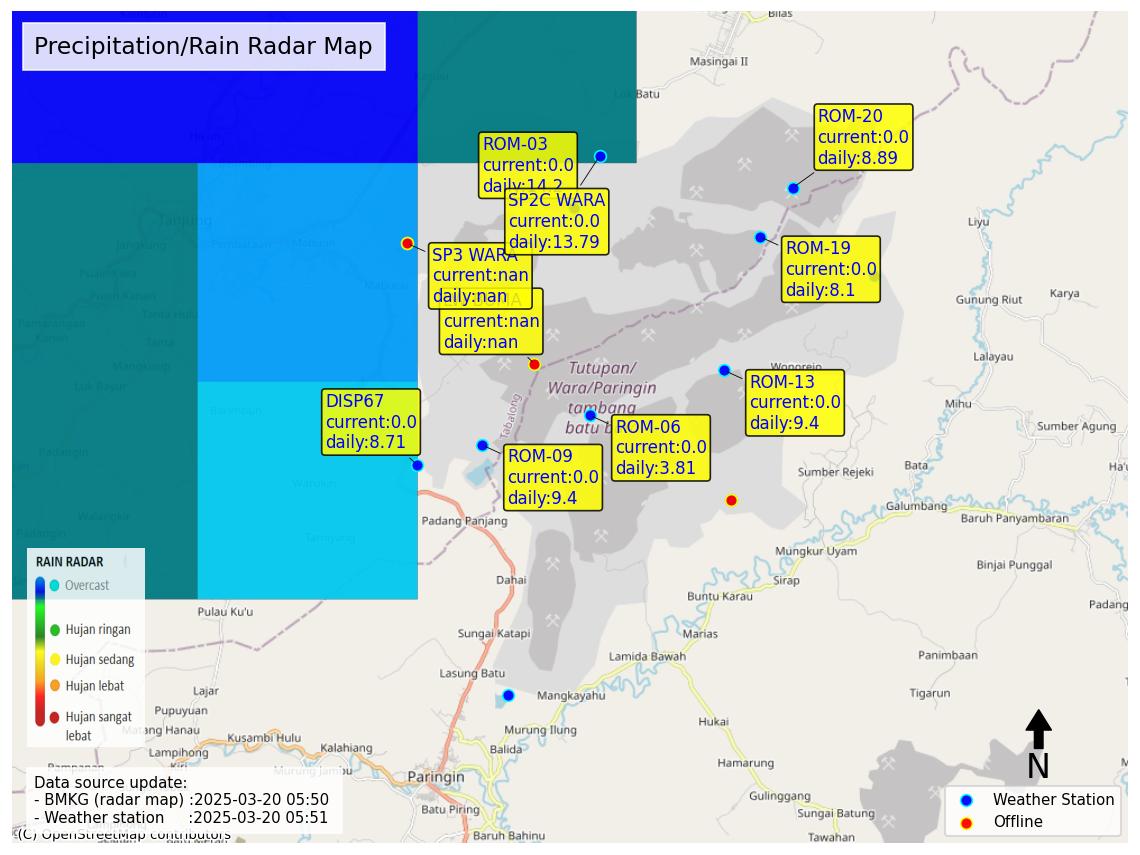 Precipitation/Rain Radar Map
Bilas
Masingai II
Lok Batu
ROM-20
current:0.0
daily:8.89
ROM-03
current:0.0
daily:14.2
SP2C WARA
current:0.0
daily:13.79
Tanjung
Liyu
ROM-19
current:0.0
daily:8.1
SP3 WARA
current:nan
daily:nan
current:nan
daily:nan
Gunung Riut
Karya
Lalayau
Tutupan/
Wara/Paringin
tambang
batu
Wonorejo
ROM-13
current:0.0
daily:9.4
Mihu
DISP67
current:0.0
daily:8.71
Tabalong
ROM-06
current:0.0
daily:3.81
Sumber Agung
ROM-09
current:0.0
daily:9.4
Sumber Rejeki
Bata
Galumbang
Baruh Panyambaran
Padang Panjang
Mungkur Uyam
Binjai Punggal
Dahai
Sirap
Buntu Karau
Padang
Pulau Ku'u
Sungai Katapi
Marias
Lamida Bawah
Panimbaan
Lasung Batu
Tigarun
Mangkayahu
RAIN RADAR
Overcast
Hujan ringan
Hujan sedang
Hujan lebat
Hujan sangat
lebat
Lajar
Pupuyuan
Matang Hanau
Lampihong
Kusambi Hulu
Kalahiang
Murung Jambu
Murung Ilung
Balida
Hukai
Hamarung
Paringin
Batu Piring
Gulinggang
Sungai Batung
Baruh Bahinu
Tawahan
N
Data source update:
- BMKG (radar map) :2025-03-20 05:50
- Weather station :2025-03-20 05:51
(C) OpenStreetMap contributors
Weather Station
Offline